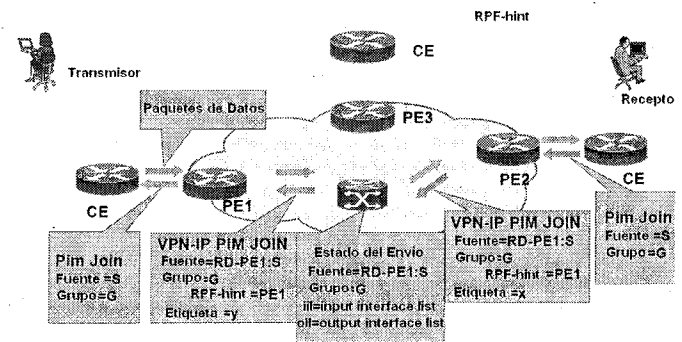 RPF-hint
CE
Transmisor
Recepto
Paquetes de Datos
PE3
CE
PE1
PE2
CE
Pim Join
Fuente =S
Grupo=G
VPN-IP PIM JOIN
Fuente=RD-PE1:S
Grupo=G
RPF-hint =PE1
Etiqueta =y
Estado del Envio
Fuente=RD-PE1:S
Grupo=G
iil=input interface list
oil=output interface list
VPN-IP PIM JOIN
Fuente=RD-PE1:S
Grupo:G
RPF-hint =PE1
Etiqueta =x
Pim Join
Fuente =S
Grupo=G